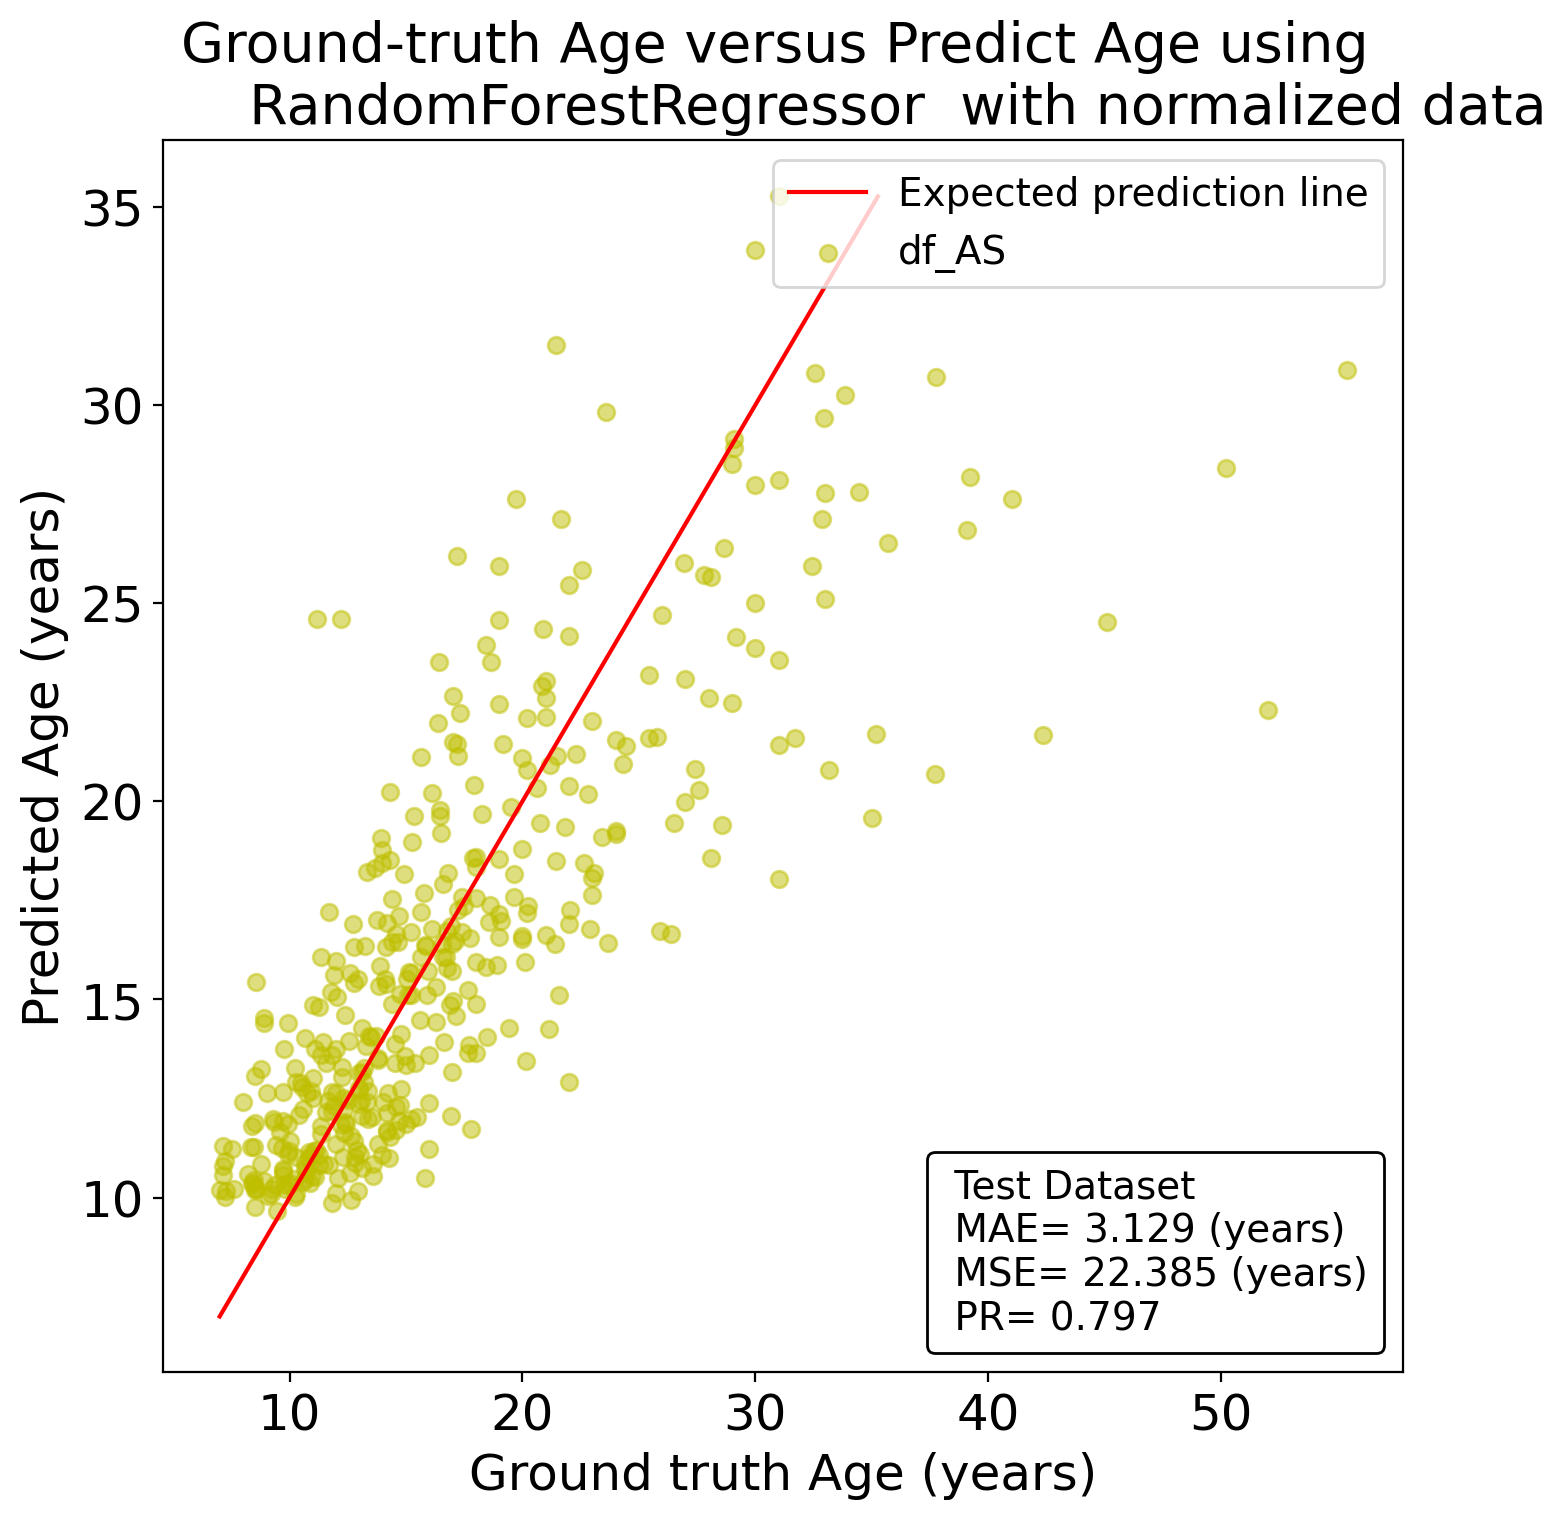 Ground-truth Age versus Predict Age using
RandomForestRegressor  with normalized data
Expected prediction line
df_AS
35
30
25
20
15
10
Predicted Age (years)
Test Dataset
MAE= 3.129 (years)
MSE= 22.385 (years)
PR= 0.797
10 20 30 40 50
Ground truth Age (years)